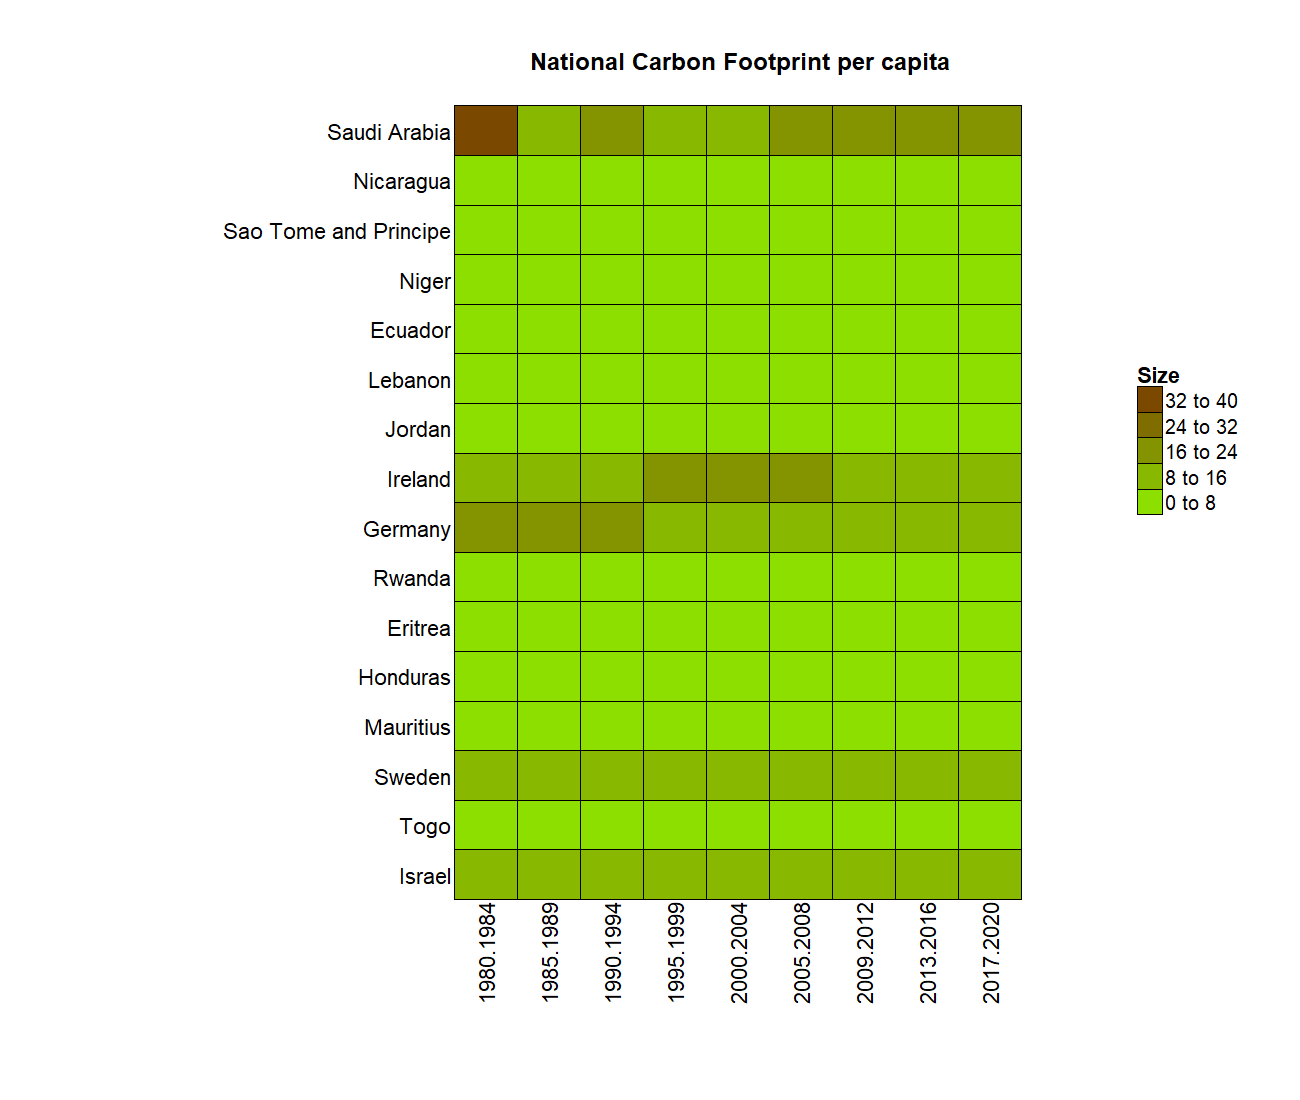 National Carbon Footprint per capita
Saudi Arabia
Nicaragua
Sao Tome and Principe
Niger
Ecuador
Lebanon
Jordan
Ireland
Germany
Rwanda
Eritrea
Honduras
Mauritius
Sweden
Togo
Israel
1980.1984
1985.1989
1990.1994
1995.1999
2000.2004
2005.2008
2009.2012
2013.2016
2017.2020
Size
32 to 40
24 to 32
16 to 24
8 to 16
0 to 8